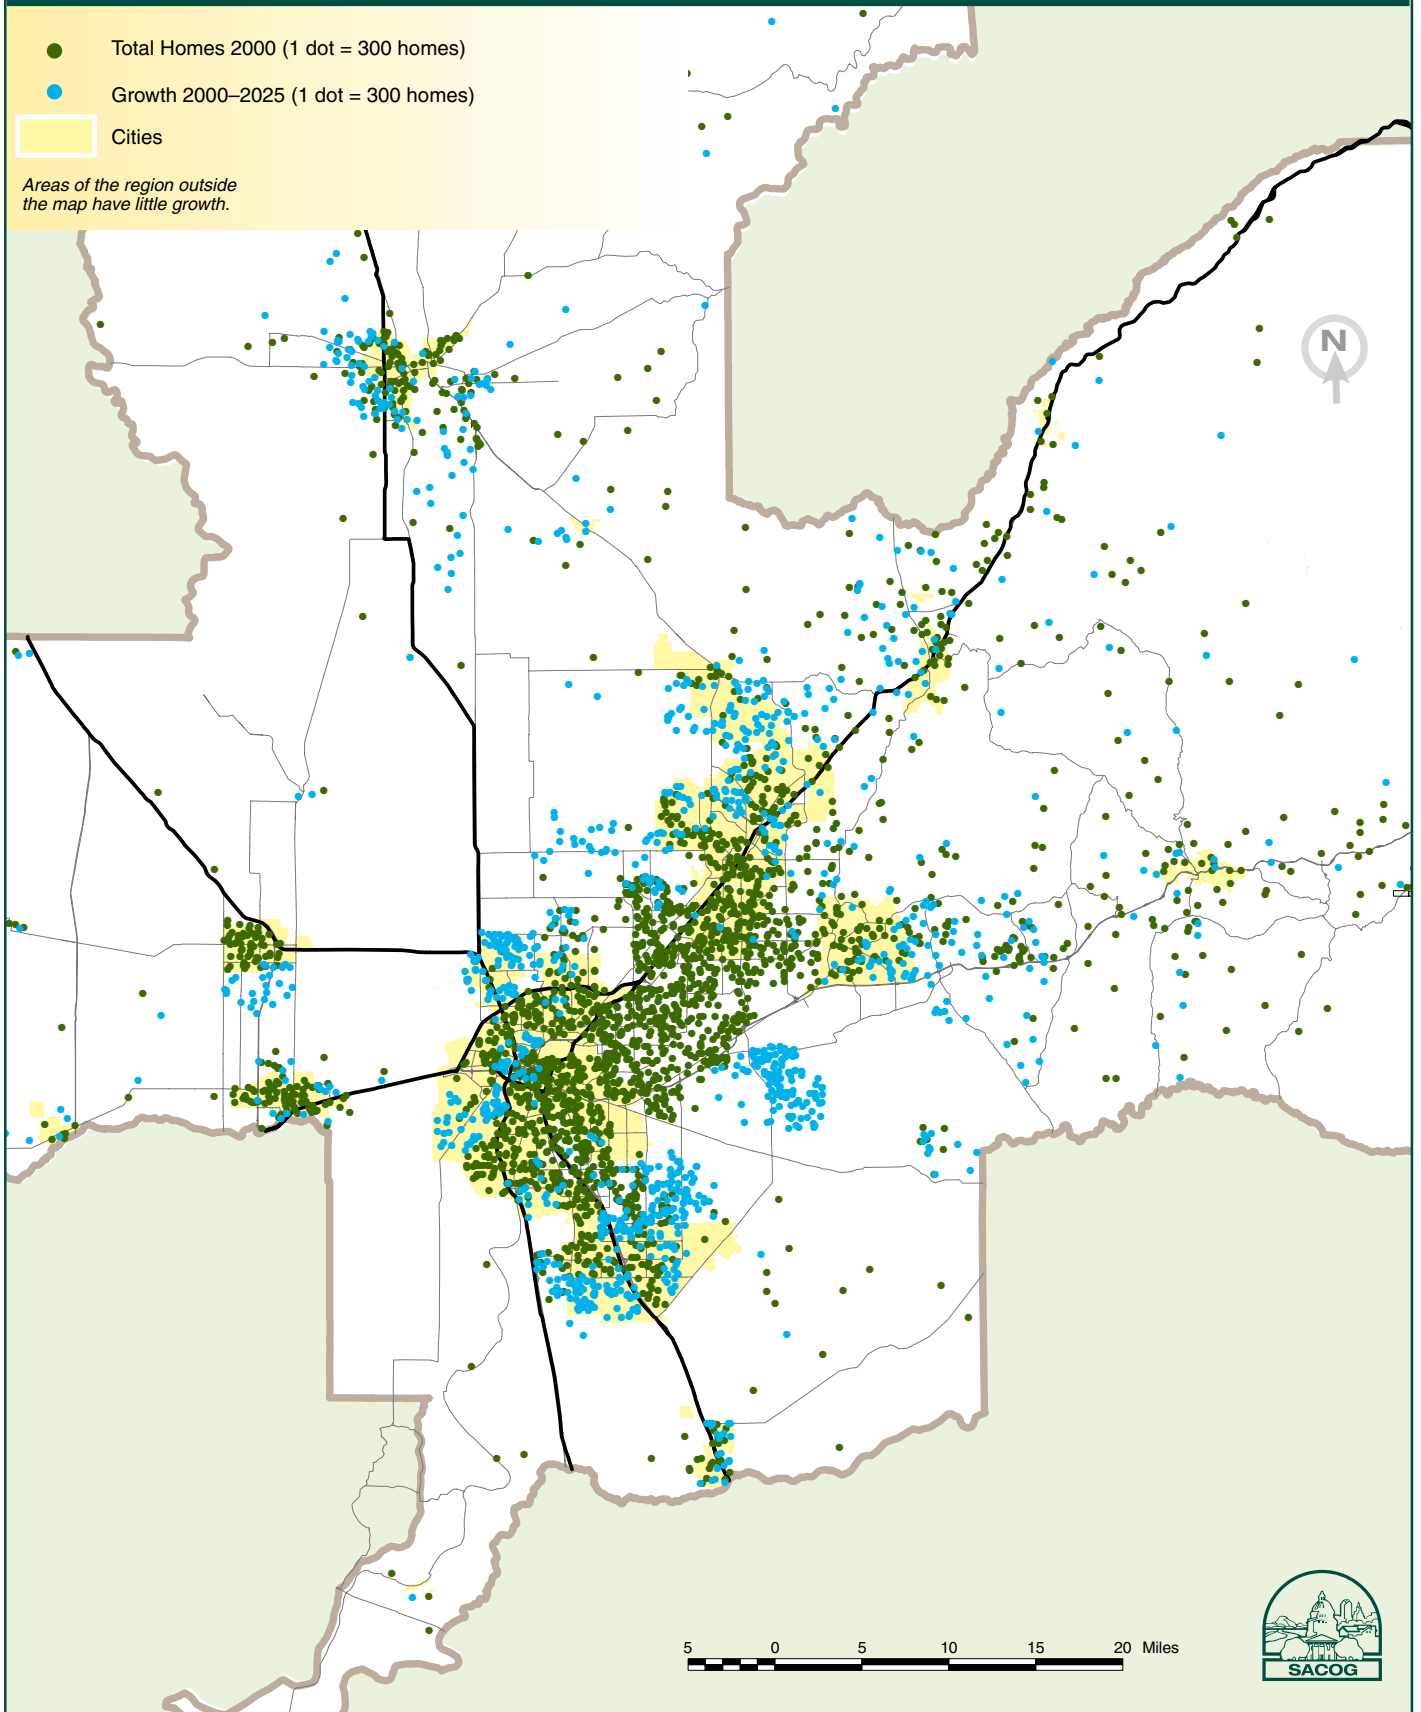 Total Homes 2000 (1 dot = 300 homes)
Growth 2000–2025 (1 dot = 300 homes)
Cities
Areas of the region outside
the map have little growth.
N
5 0 5 10 15 20 Miles
SACOG